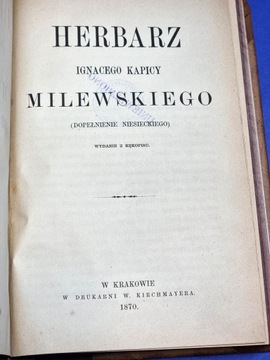 HERBARZ
IGNACEGO KAPICY
MILEWSKIEGO
(DOPEŁNIENIE NIESIECKIEGO)
WYDANIE Z RĘKOPISU.
W KRAKOWIE
W DRUKARNI W. KIRCHMAYERA.
1870.